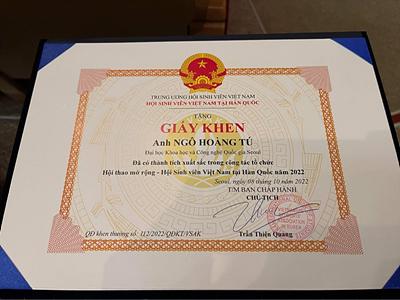 TRUNG ƯƠNG HỘI SINH VIÊN VIỆT NAM
HỘI SINH VIÊN VIỆT NAM TẠI HÀN QUỐC
TẶNG
GIẤY KHEN
Anh NGÔ HOÀNG TÚ
Đại học Khoa học và Công nghệ Quốc gia Seoul
Đã có thành tích xuất sắc trong công tác tổ chức
Hội thao mở rộng - Hội Sinh viên Việt Nam tại Hàn Quốc năm 2022
Seoul, ngày 08 tháng 10 năm 2022
T/M BAN CHẤP HÀNH
CHỦ TỊCH
QĐ khen thưởng số: 112/2022/QĐKT/VSAK
Trần Thiện Quang